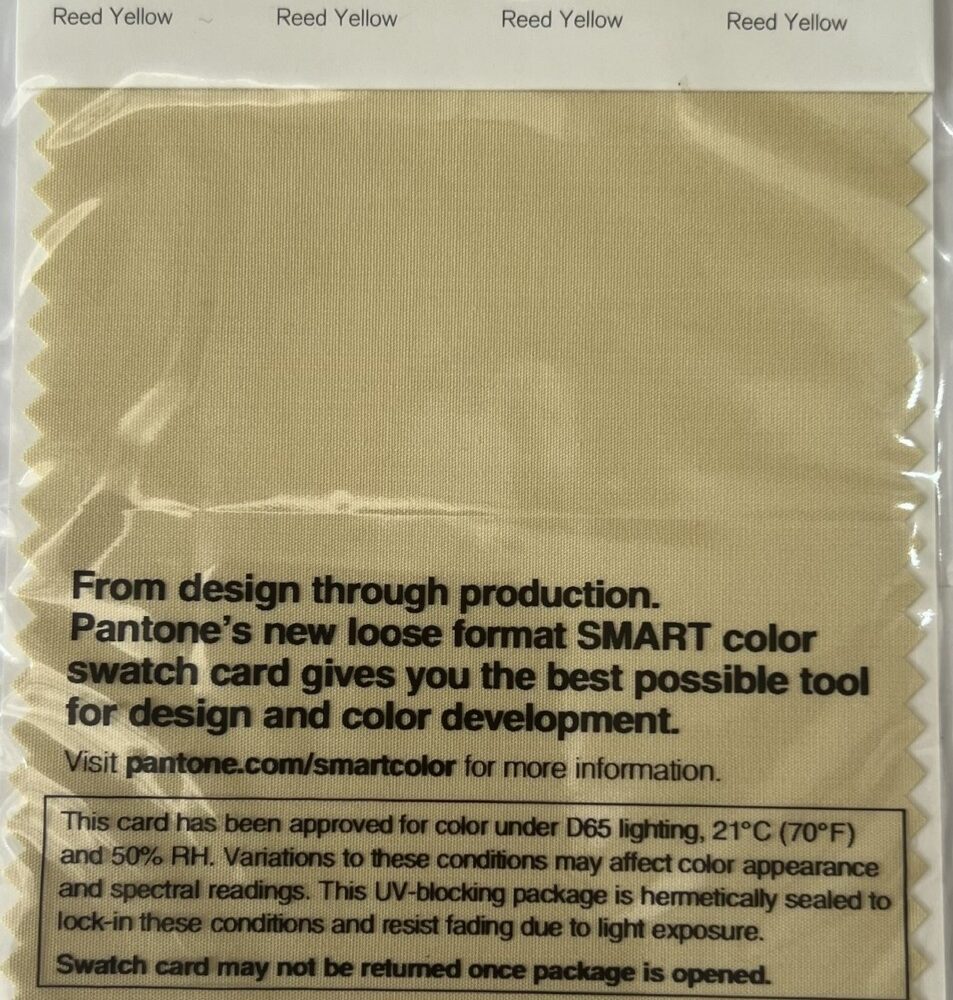 Reed Yellow Reed Yellow Reed Yellow Reed Yellow
From design through production.
Pantone's new loose format SMART color
swatch card gives you the best possible tool
for design and color development.
Visit pantone.com/smartcolor for more information.
This card has been approved for color under D65 lighting, 21°C (70°F)
and 50% RH. Variations to these conditions may affect color appearance
and spectral readings. This UV-blocking package is hermetically sealed to
lock-in these conditions and resist fading due to light exposure.
Swatch card may not be returned once package is opened.